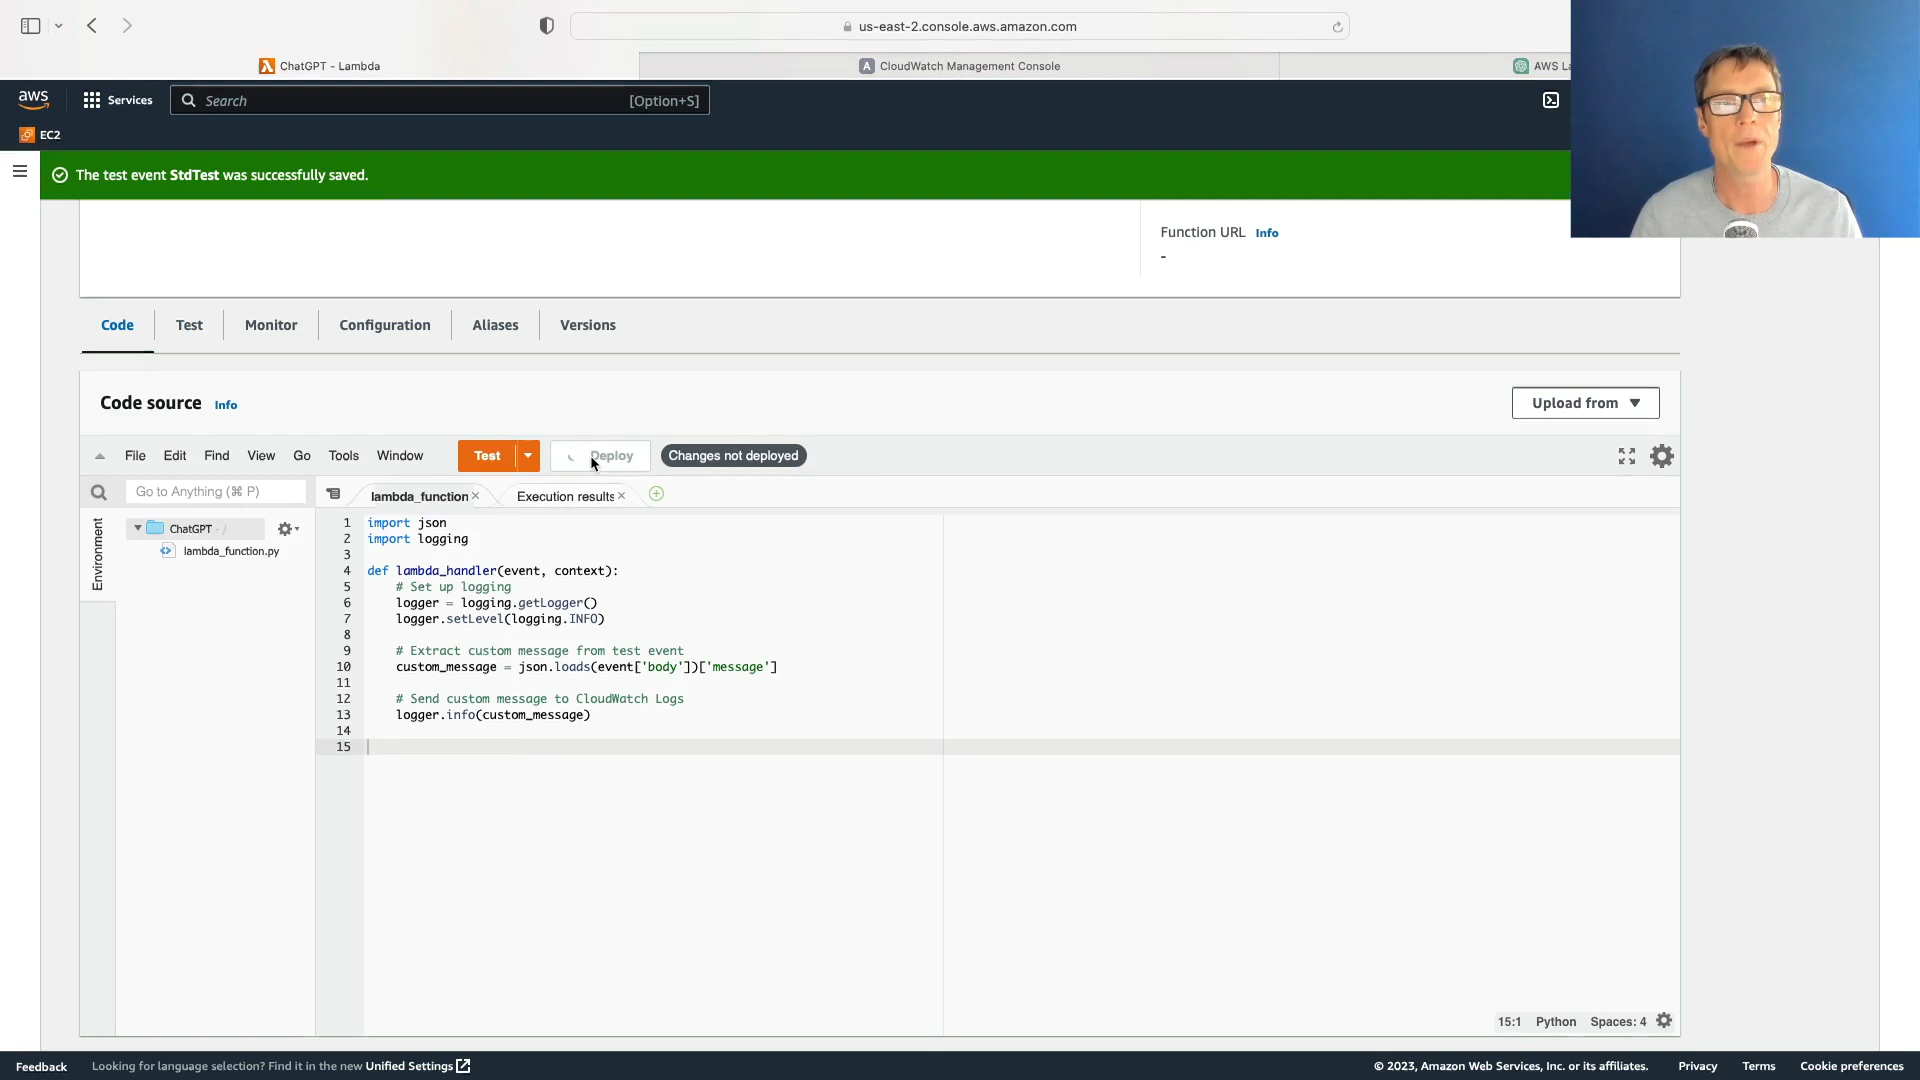 us-east-2.console.aws.amazon.com
ChatGPT - Lambda
CloudWatch Management Console
AWS La
aws
Services
Search
[Option+S]
EC2
The test event StdTest was successfully saved.
Function URL Info
-
Code
Test
Monitor
Configuration
Aliases
Versions
Code source Info
Upload from
File Edit Find View Go Tools Window
Test
Deploy
Changes not deployed
Go to Anything (⌘ P)
lambda_function
Execution results
Environment
ChatGPT - /
lambda_function.py
1 import json
2 import logging
3
4 def lambda_handler(event, context):
5 # Set up logging
6 logger = logging.getLogger()
7 logger.setLevel(logging.INFO)
8
9 # Extract custom message from test event
10 custom_message = json.loads(event['body'])['message']
11
12 # Send custom message to CloudWatch Logs
13 logger.info(custom_message)
14
15
15:1 Python Spaces: 4
Feedback
Looking for language selection? Find it in the new Unified Settings
© 2023, Amazon Web Services, Inc. or its affiliates.
Privacy
Terms
Cookie preferences